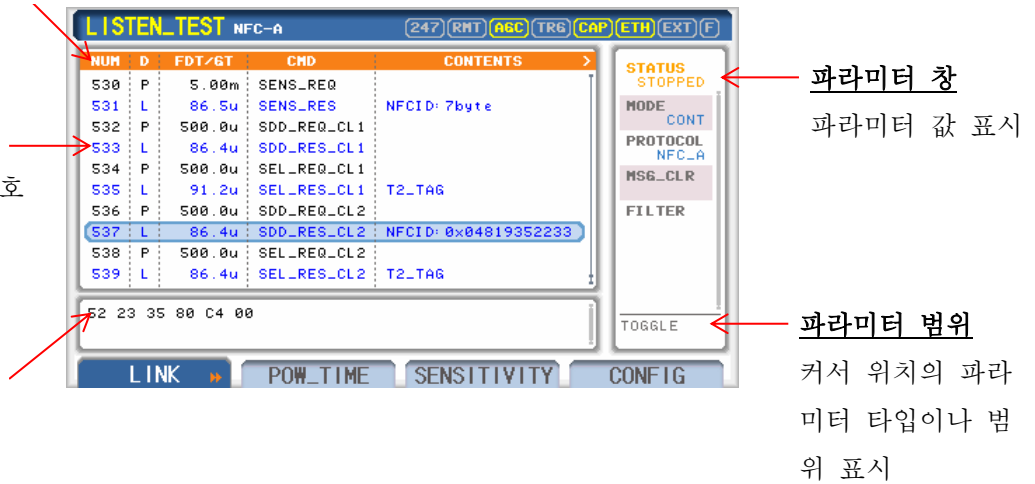 LISTEN_TEST NFC-A 247 RMT AGC TRG CAP ETH EXT F
NUM D FDT/GT CMD CONTENTS >
530 P 5.00m SENS_REQ
531 L 86.5u SENS_RES NFCID: 7byte
532 P 500.0u SDD_REQ_CL1
533 L 86.4u SDD_RES_CL1
534 P 500.0u SEL_REQ_CL1
535 L 91.2u SEL_RES_CL1 T2_TAG
536 P 500.0u SDD_REQ_CL2
537 L 86.4u SDD_RES_CL2 NFCID: 0x04819352233
538 P 500.0u SEL_REQ_CL2
539 L 86.4u SEL_RES_CL2 T2_TAG
52 23 35 80 C4 00
STATUS
STOPPED
MODE
CONT
PROTOCOL
NFC_A
MSG_CLR
FILTER
TOGGLE
LINK POW_TIME SENSITIVITY CONFIG
호
파라미터 창
파라미터 값 표시
파라미터 범위
커서 위치의 파라
미터 타입이나 범
위 표시